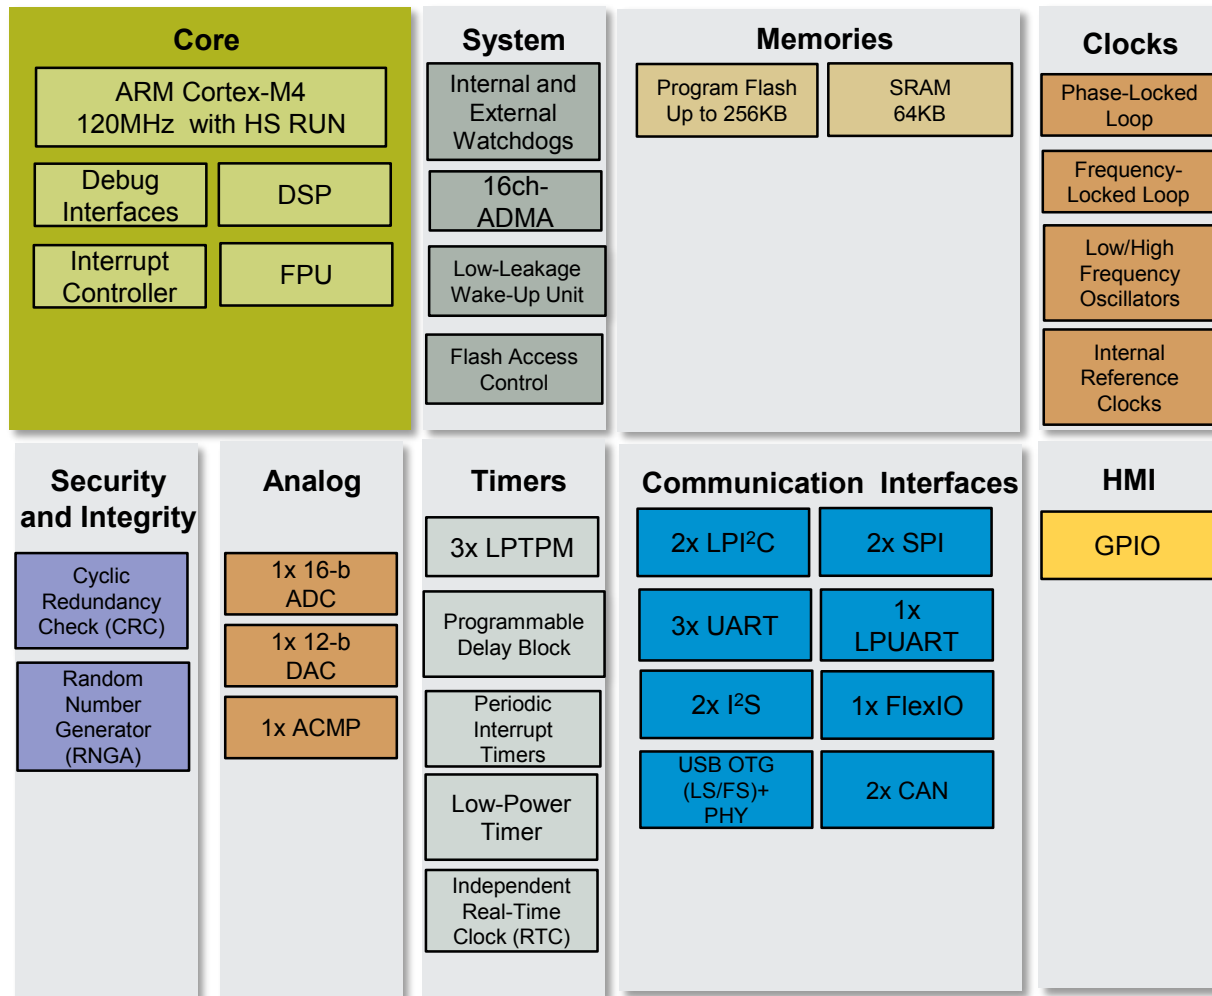 Core
ARM Cortex-M4
120MHz with HS RUN
Debug
Interfaces
DSP
Interrupt
Controller
FPU
System
Internal and
External
Watchdogs
16ch-
ADMA
Low-Leakage
Wake-Up Unit
Flash Access
Control
Memories
Program Flash
Up to 256KB
SRAM
64KB
Clocks
Phase-Locked
Loop
Frequency-
Locked Loop
Low/High
Frequency
Oscillators
Internal
Reference
Clocks
Security
and Integrity
Cyclic
Redundancy
Check (CRC)
Random
Number
Generator
(RNGA)
Analog
1x 16-b
ADC
1x 12-b
DAC
1x ACMP
Timers
3x LPTPM
Programmable
Delay Block
Periodic
Interrupt
Timers
Low-Power
Timer
Independent
Real-Time
Clock (RTC)
Communication Interfaces
2x LPI²C
2x SPI
3x UART
1x
LPUART
2x I²S
1x FlexIO
USB OTG
(LS/FS)+
PHY
2x CAN
HMI
GPIO